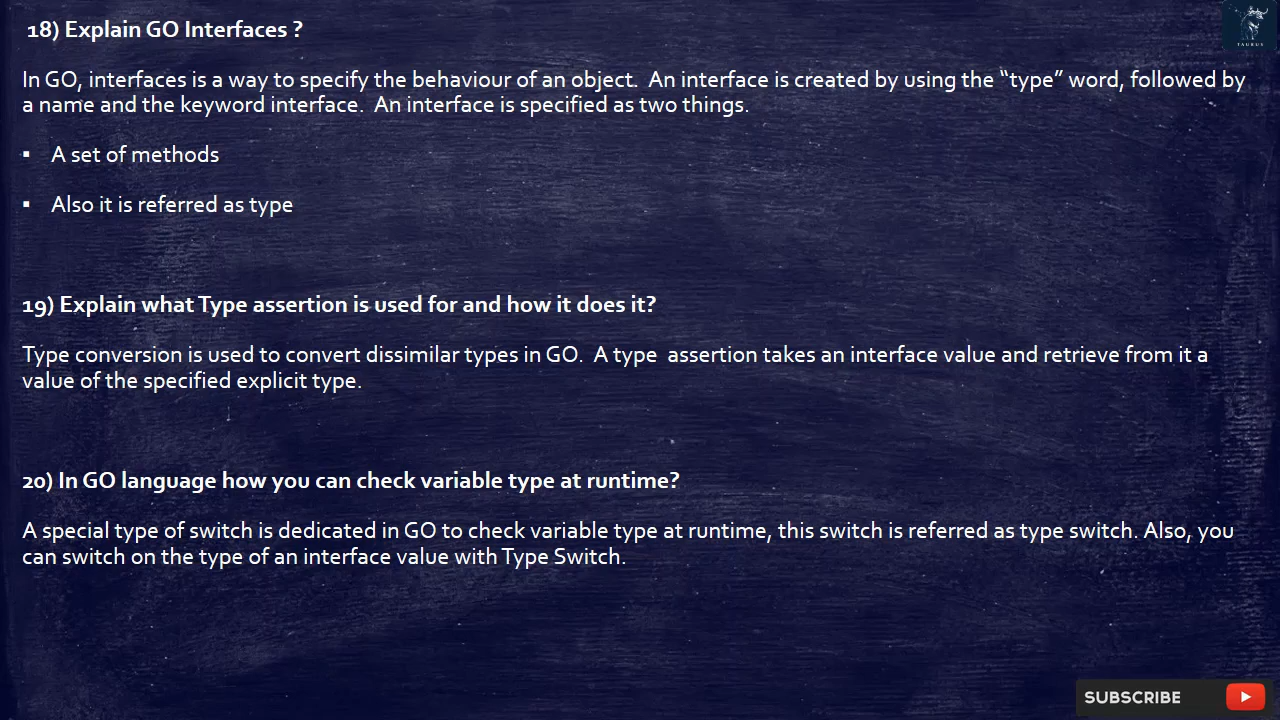 18) Explain GO Interfaces ?
TAURUS
In GO, interfaces is a way to specify the behaviour of an object.  An interface is created by using the “type” word, followed by
a name and the keyword interface.  An interface is specified as two things.
▪ A set of methods
▪ Also it is referred as type
19) Explain what Type assertion is used for and how it does it?
Type conversion is used to convert dissimilar types in GO.  A type  assertion takes an interface value and retrieve from it a
value of the specified explicit type.
20) In GO language how you can check variable type at runtime?
A special type of switch is dedicated in GO to check variable type at runtime, this switch is referred as type switch. Also, you
can switch on the type of an interface value with Type Switch.
SUBSCRIBE